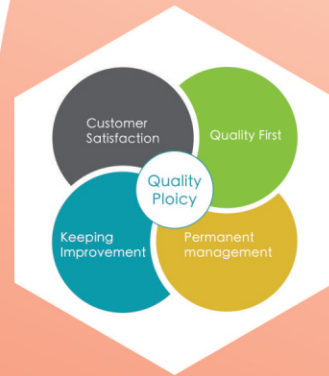 Customer
Satisfaction
Quality First
Quality
Ploicy
Keeping
Improvement
Permanent
management